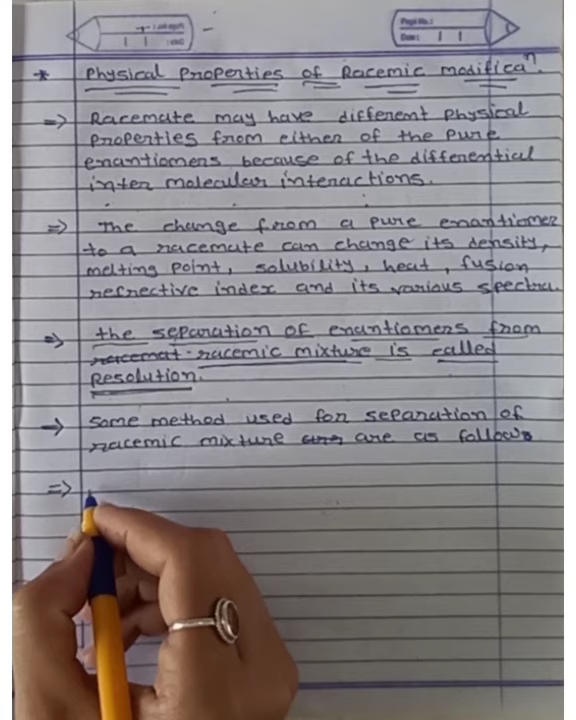 Page No.:
Date:
* Physical Properties of Racemic modificaⁿ.
=> Racemate may have different Physical
Properties from either of the Pure
enantiomers because of the differential
inter molecular interactions.
=> The change from a pure enantiomer
to a racemate can change its density,
melting Point, solubility, heat, fusion
refrective index and its various spectra.
=> the separation of enantiomers from
racemat racemic mixture is called
Resolution.
→ Some method used for separation of
racemic mixture are as follows
=>